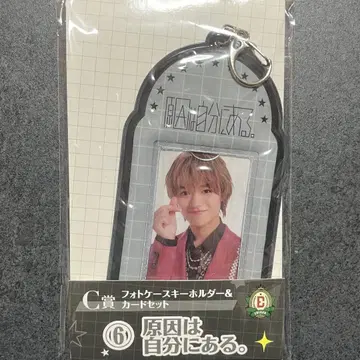 原因は自分にある。
C賞 フォトケースキーホルダー&
カードセット
⑥ 原因は
自分にある。